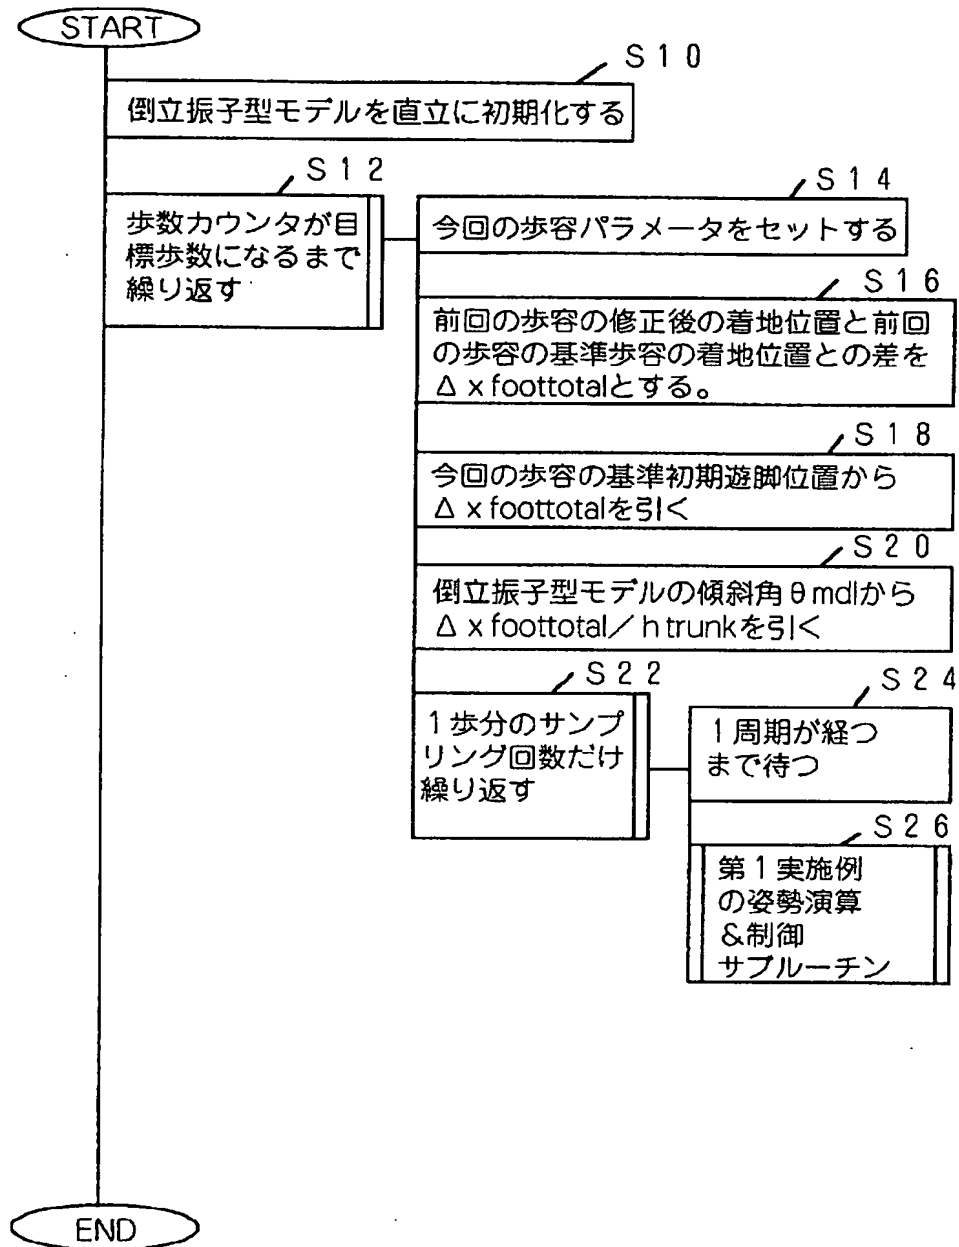 START
S10
倒立振子型モデルを直立に初期化する
S12
歩数カウンタが目
標歩数になるまで
繰り返す
S14
今回の歩容パラメータをセットする
S16
前回の歩容の修正後の着地位置と前回
の歩容の基準歩容の着地位置との差を
Δxfoottotalとする。
S18
今回の歩容の基準初期遊脚位置から
Δxfoottotalを引く
S20
倒立振子型モデルの傾斜角θmdlから
Δxfoottotal/htrunkを引く
S22
1歩分のサンプ
リング回数だけ
繰り返す
S24
1周期が経つ
まで待つ
S26
第1実施例
の姿勢演算
&制御
サブルーチン
END